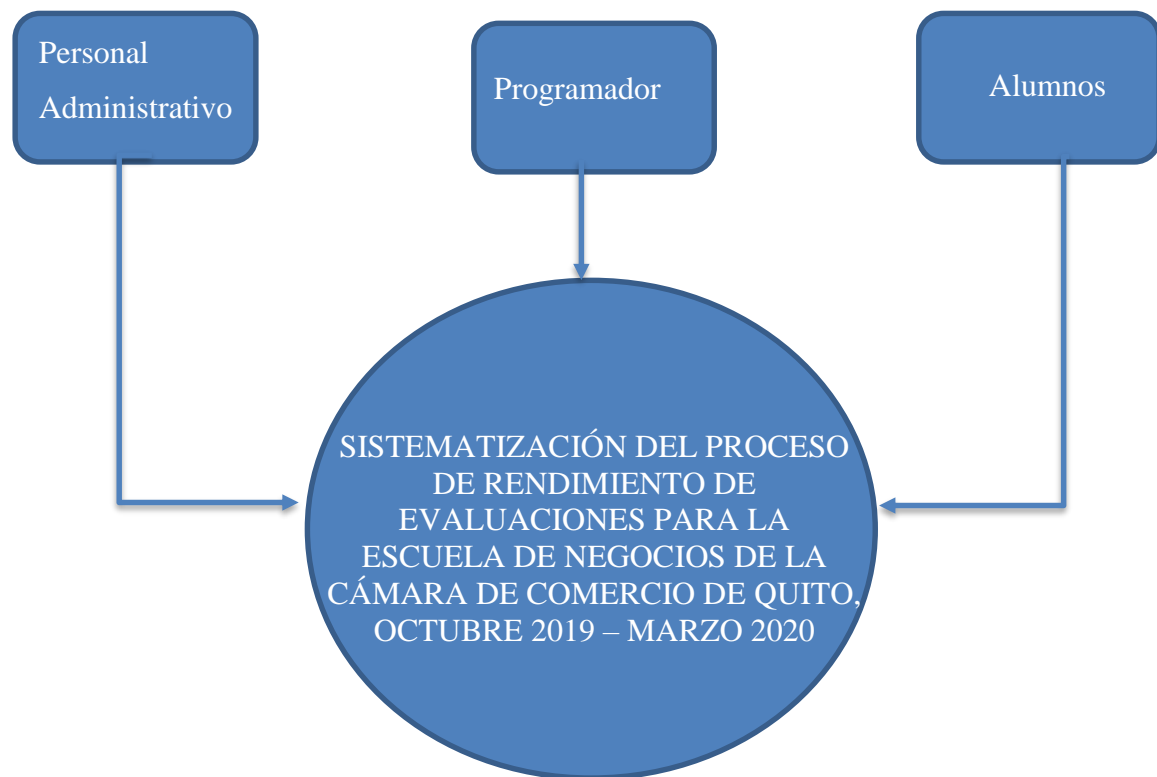 Personal
Administrativo
Programador
Alumnos
SISTEMATIZACIÓN DEL PROCESO
DE RENDIMIENTO DE
EVALUACIONES PARA LA
ESCUELA DE NEGOCIOS DE LA
CÁMARA DE COMERCIO DE QUITO,
OCTUBRE 2019 – MARZO 2020